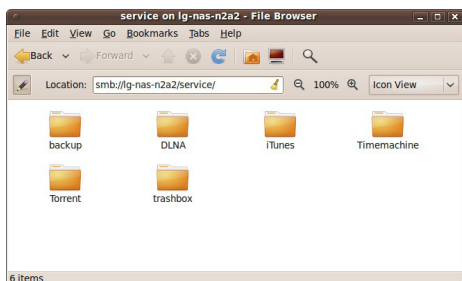 service on lg-nas-n2a2 - File Browser
File Edit View Go Bookmarks Tabs Help
Back Forward
Location: smb://lg-nas-n2a2/service/ 100% Icon View
backup DLNA iTunes Timemachine
Torrent trashbox
6 items